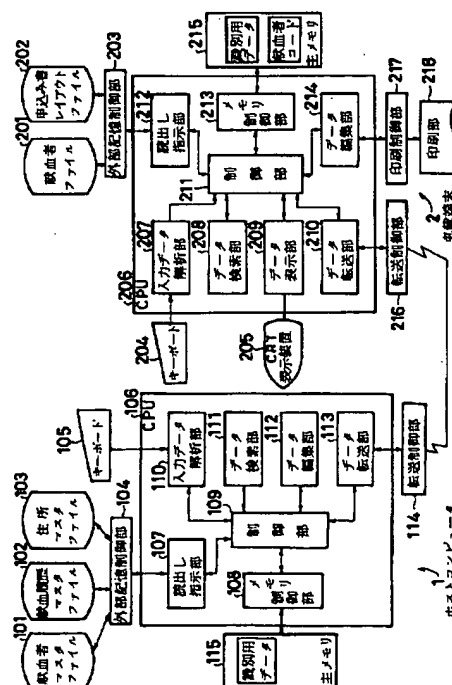 101
献血者
マスタ
ファイル
102
献血履歴
マスタ
ファイル
103
住所
マスタ
ファイル
104
外部記憶制御部
105
キーボード
106
CPU
107
読出し
指示部
108
メモリ
制御部
109
制御部
110
入力データ
解析部
111
データ
検索部
112
データ
編集部
113
データ
転送部
114
転送制御部
115
識別用
データ
主メモリ
1
ホストコンピュータ
201
献血者
ファイル
202
申込み書
レイアウト
ファイル
203
外部記憶制御部
204
キーボード
205
CRT
表示装置
206
CPU
207
入力データ
解析部
208
データ
検索部
209
データ
表示部
210
データ
転送部
211
制御部
212
読出し
指示部
213
メモリ
制御部
214
データ
編集部
215
識別用
データ
献血者
コード
主メモリ
216
転送制御部
217
印刷制御部
218
印刷部
2